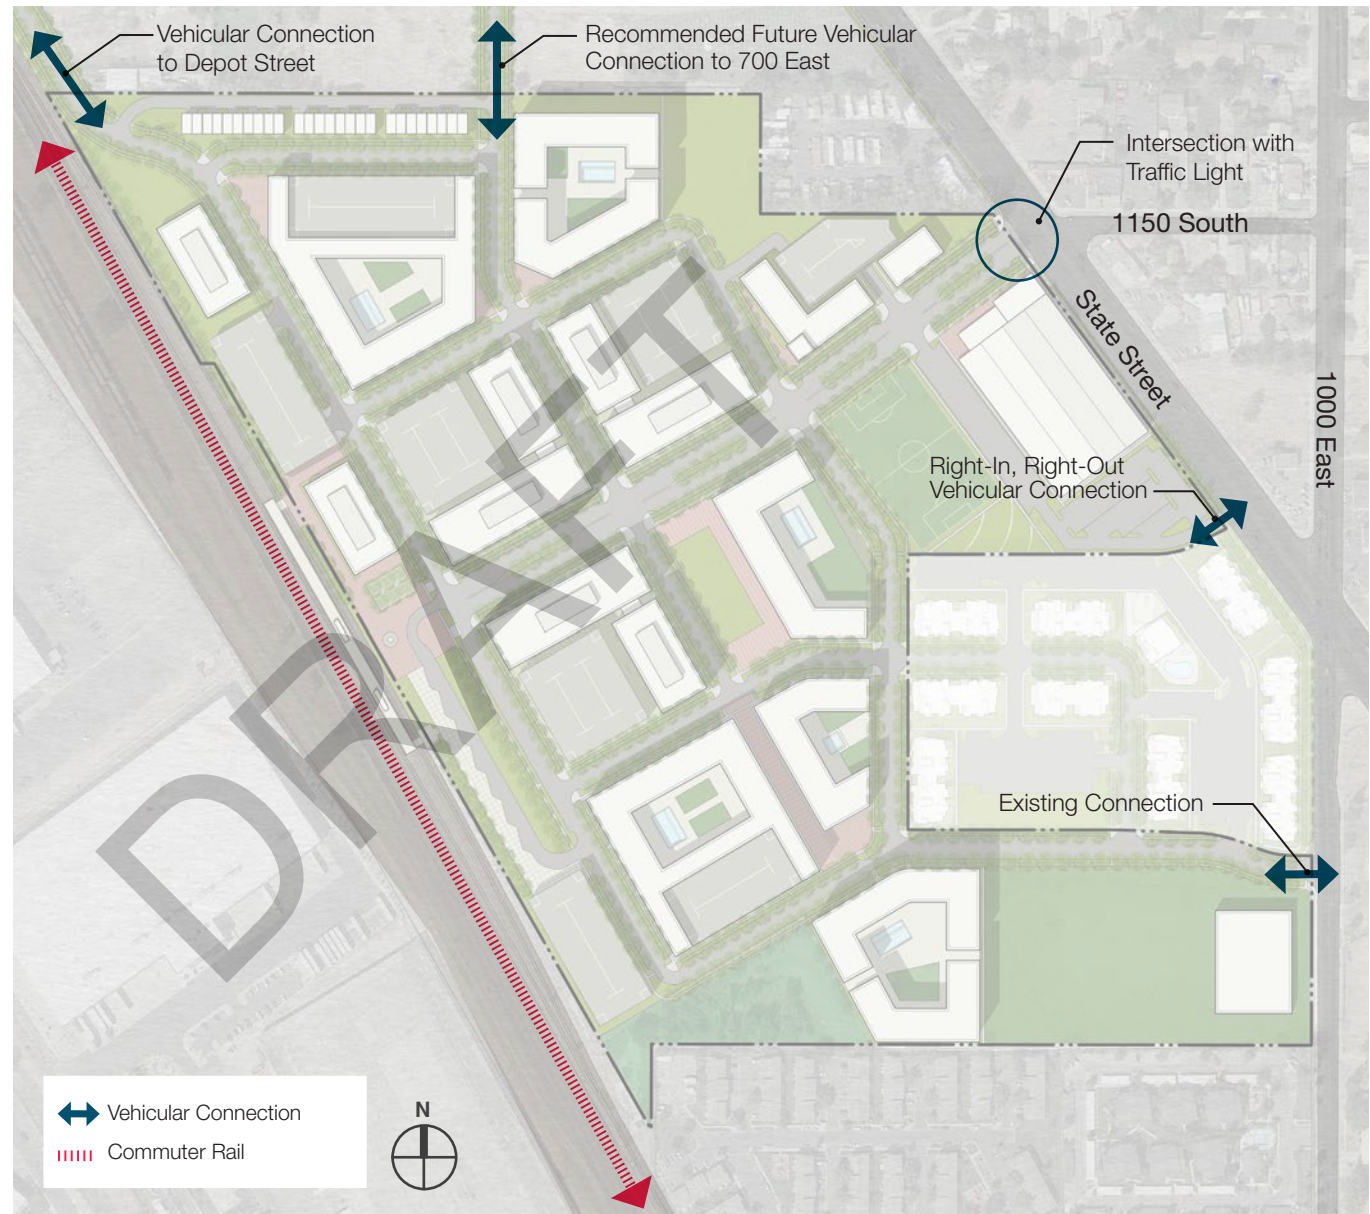 Vehicular Connection
to Depot Street
Recommended Future Vehicular
Connection to 700 East
Intersection with
Traffic Light
1150 South
State Street
1000 East
Right-In, Right-Out
Vehicular Connection
Existing Connection
DRAFT
Vehicular Connection
Commuter Rail
N